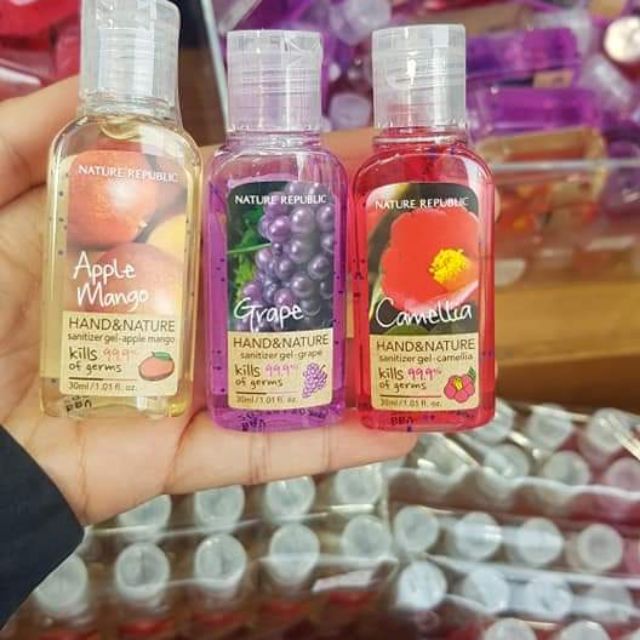 NATURE REPUBLIC
Apple
Mango
HAND&NATURE
sanitizer gel-apple mango
kills 99.9%
of germs
30ml/1.01 fl. oz.
NATURE REPUBLIC
Grape
HAND&NATURE
sanitizer gel-grape
kills 99.9%
of germs
30ml/1.01 fl. oz.
NATURE REPUBLIC
Camellia
HAND&NATURE
sanitizer gel-camellia
kills 99.9%
of germs
30ml/1.01 fl. oz.